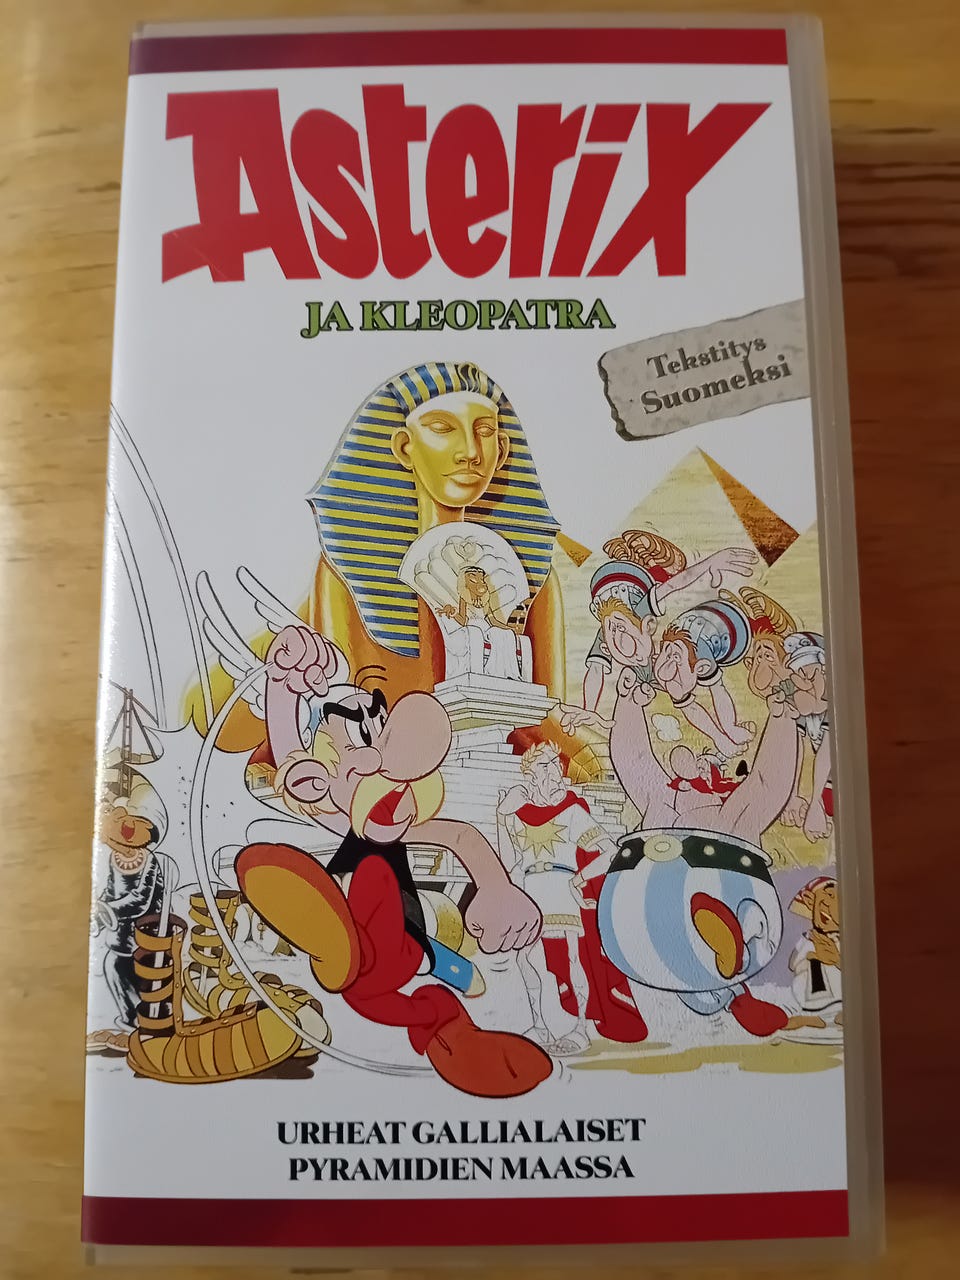 Asterix
JA KLEOPATRA
Tekstitys
Suomeksi
URHEAT GALLIALAISET
PYRAMIDIEN MAASSA